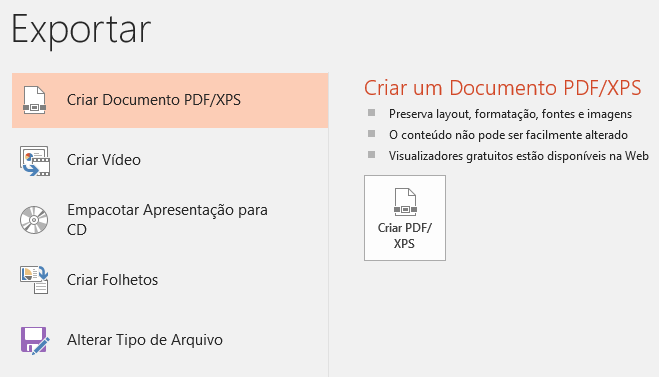 Exportar
Criar Documento PDF/XPS
Criar Vídeo
Empacotar Apresentação para
CD
Criar Folhetos
Alterar Tipo de Arquivo
Criar um Documento PDF/XPS
Preserva layout, formatação, fontes e imagens
O conteúdo não pode ser facilmente alterado
Visualizadores gratuitos estão disponíveis na Web
Criar PDF/
XPS